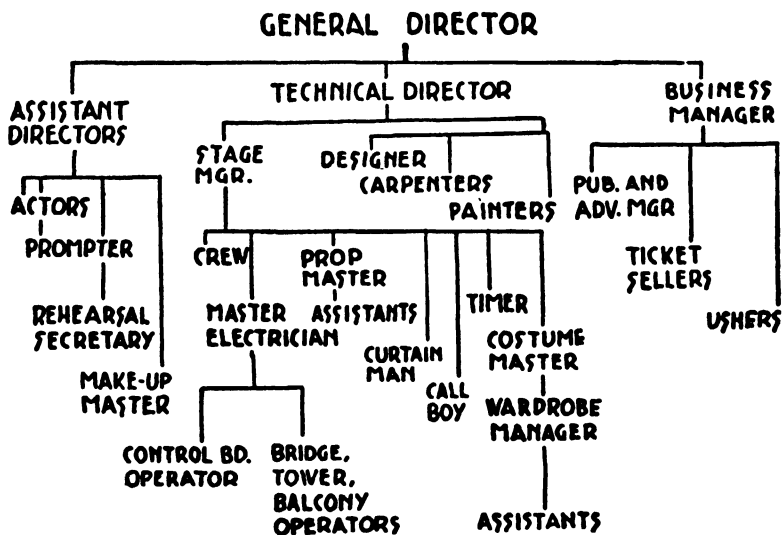 GENERAL DIRECTOR
ASSISTANT
DIRECTORS
TECHNICAL DIRECTOR
BUSINESS
MANAGER
ACTORS
PROMPTER
REHEARSAL
SECRETARY
MAKE-UP
MASTER
STAGE
MGR.
DESIGNER
CARPENTERS
PAINTERS
CREW
MASTER
ELECTRICIAN
CONTROL BD.
OPERATOR
BRIDGE,
TOWER,
BALCONY
OPERATORS
PROP
MASTER
ASSISTANTS
CURTAIN
MAN
CALL
BOY
TIMER
COSTUME
MASTER
WARDROBE
MANAGER
ASSISTANTS
PUB. AND
ADV. MGR
TICKET
SELLERS
USHERS